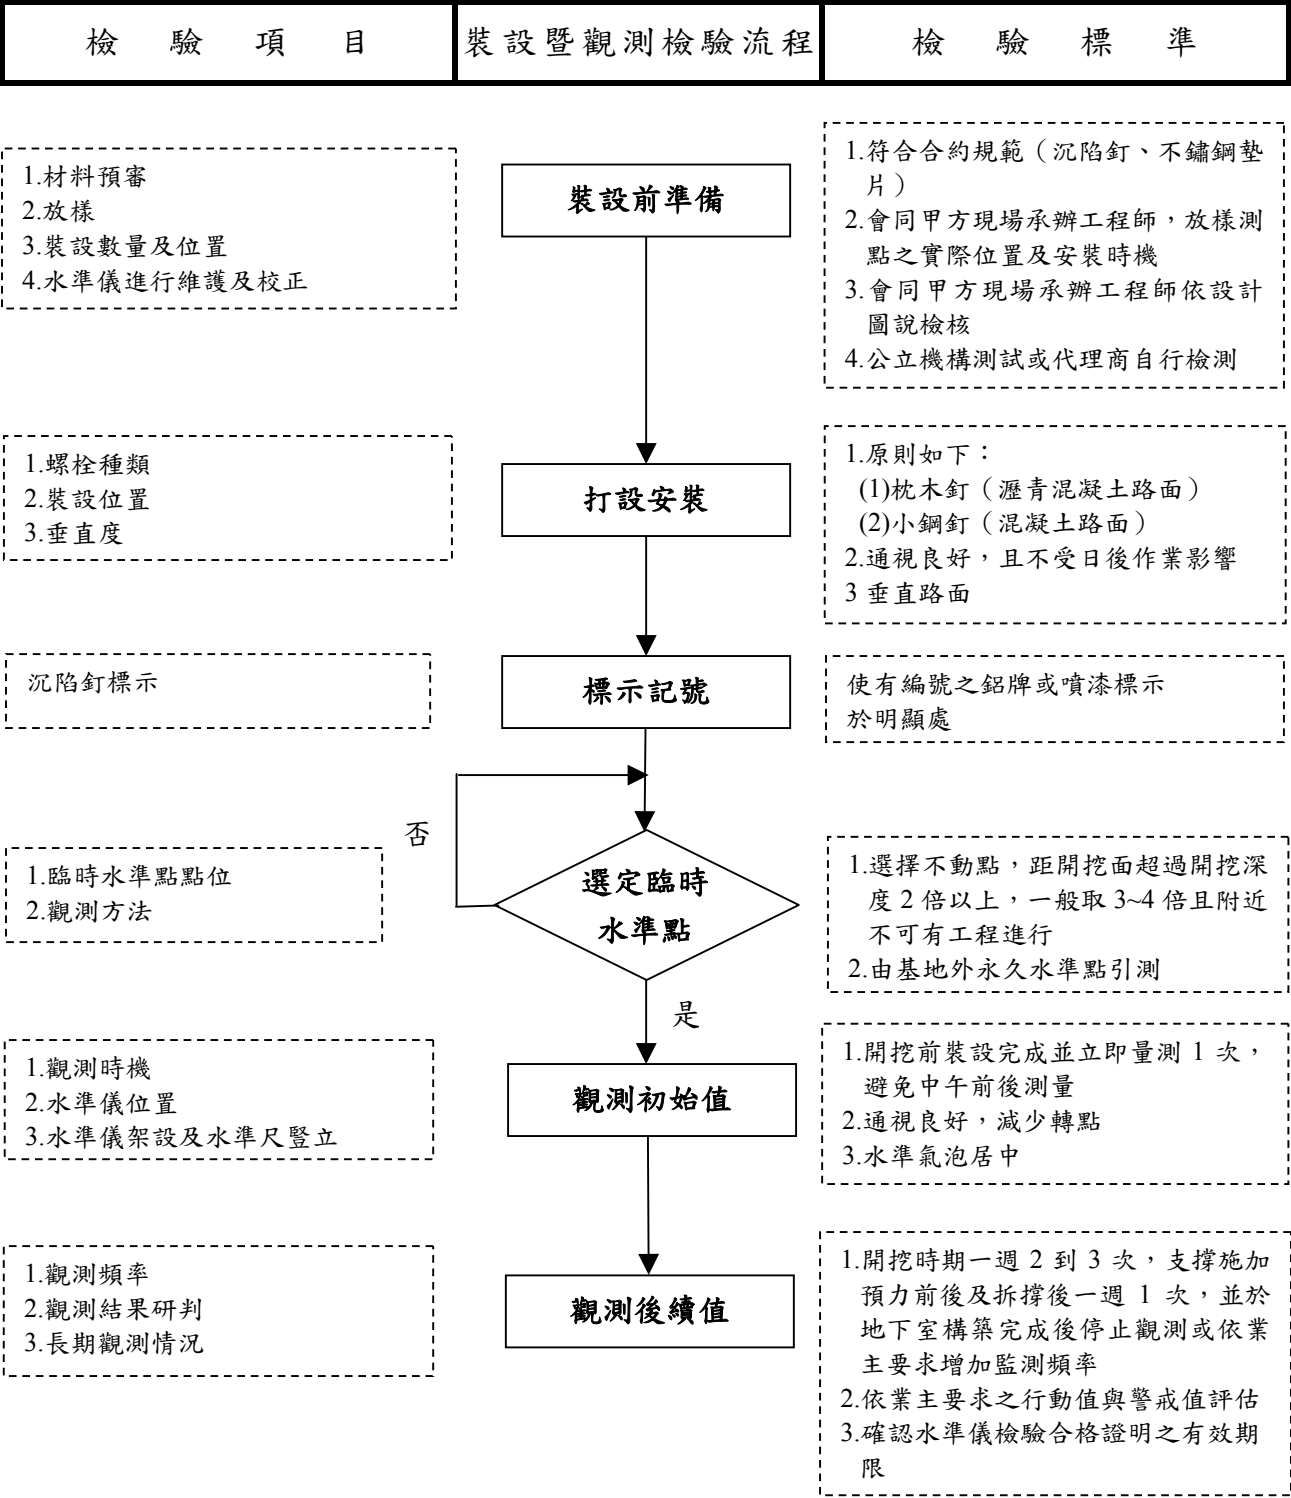 檢驗項目
裝設暨觀測檢驗流程
檢驗標準
1.材料預審
2.放樣
3.裝設數量及位置
4.水準儀進行維護及校正
裝設前準備
1.符合合約規範（沉陷釘、不鏽鋼墊
片）
2.會同甲方現場承辦工程師，放樣測
點之實際位置及安裝時機
3.會同甲方現場承辦工程師依設計
圖說檢核
4.公立機構測試或代理商自行檢測
1.螺栓種類
2.裝設位置
3.垂直度
打設安裝
1.原則如下：
(1)枕木釘（瀝青混凝土路面）
(2)小鋼釘（混凝土路面）
2.通視良好，且不受日後作業影響
3 垂直路面
沉陷釘標示
標示記號
使有編號之鋁牌或噴漆標示
於明顯處
否
1.臨時水準點點位
2.觀測方法
選定臨時
水準點
1.選擇不動點，距開挖面超過開挖深
度 2 倍以上，一般取 3~4 倍且附近
不可有工程進行
2.由基地外永久水準點引測
是
1.觀測時機
2.水準儀位置
3.水準儀架設及水準尺豎立
觀測初始值
1.開挖前裝設完成並立即量測 1 次，
避免中午前後測量
2.通視良好，減少轉點
3.水準氣泡居中
1.觀測頻率
2.觀測結果研判
3.長期觀測情況
觀測後續值
1.開挖時期一週 2 到 3 次，支撐施加
預力前後及拆撐後一週 1 次，並於
地下室構築完成後停止觀測或依業
主要求增加監測頻率
2.依業主要求之行動值與警戒值評估
3.確認水準儀檢驗合格證明之有效期
限